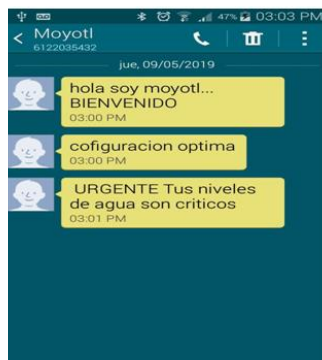 47% 03:03 PM
Moyotl
6122035432
jue, 09/05/2019
hola soy moyotl...
BIENVENIDO
03:00 PM
cofiguracion optima
03:00 PM
URGENTE Tus niveles
de agua son criticos
03:01 PM